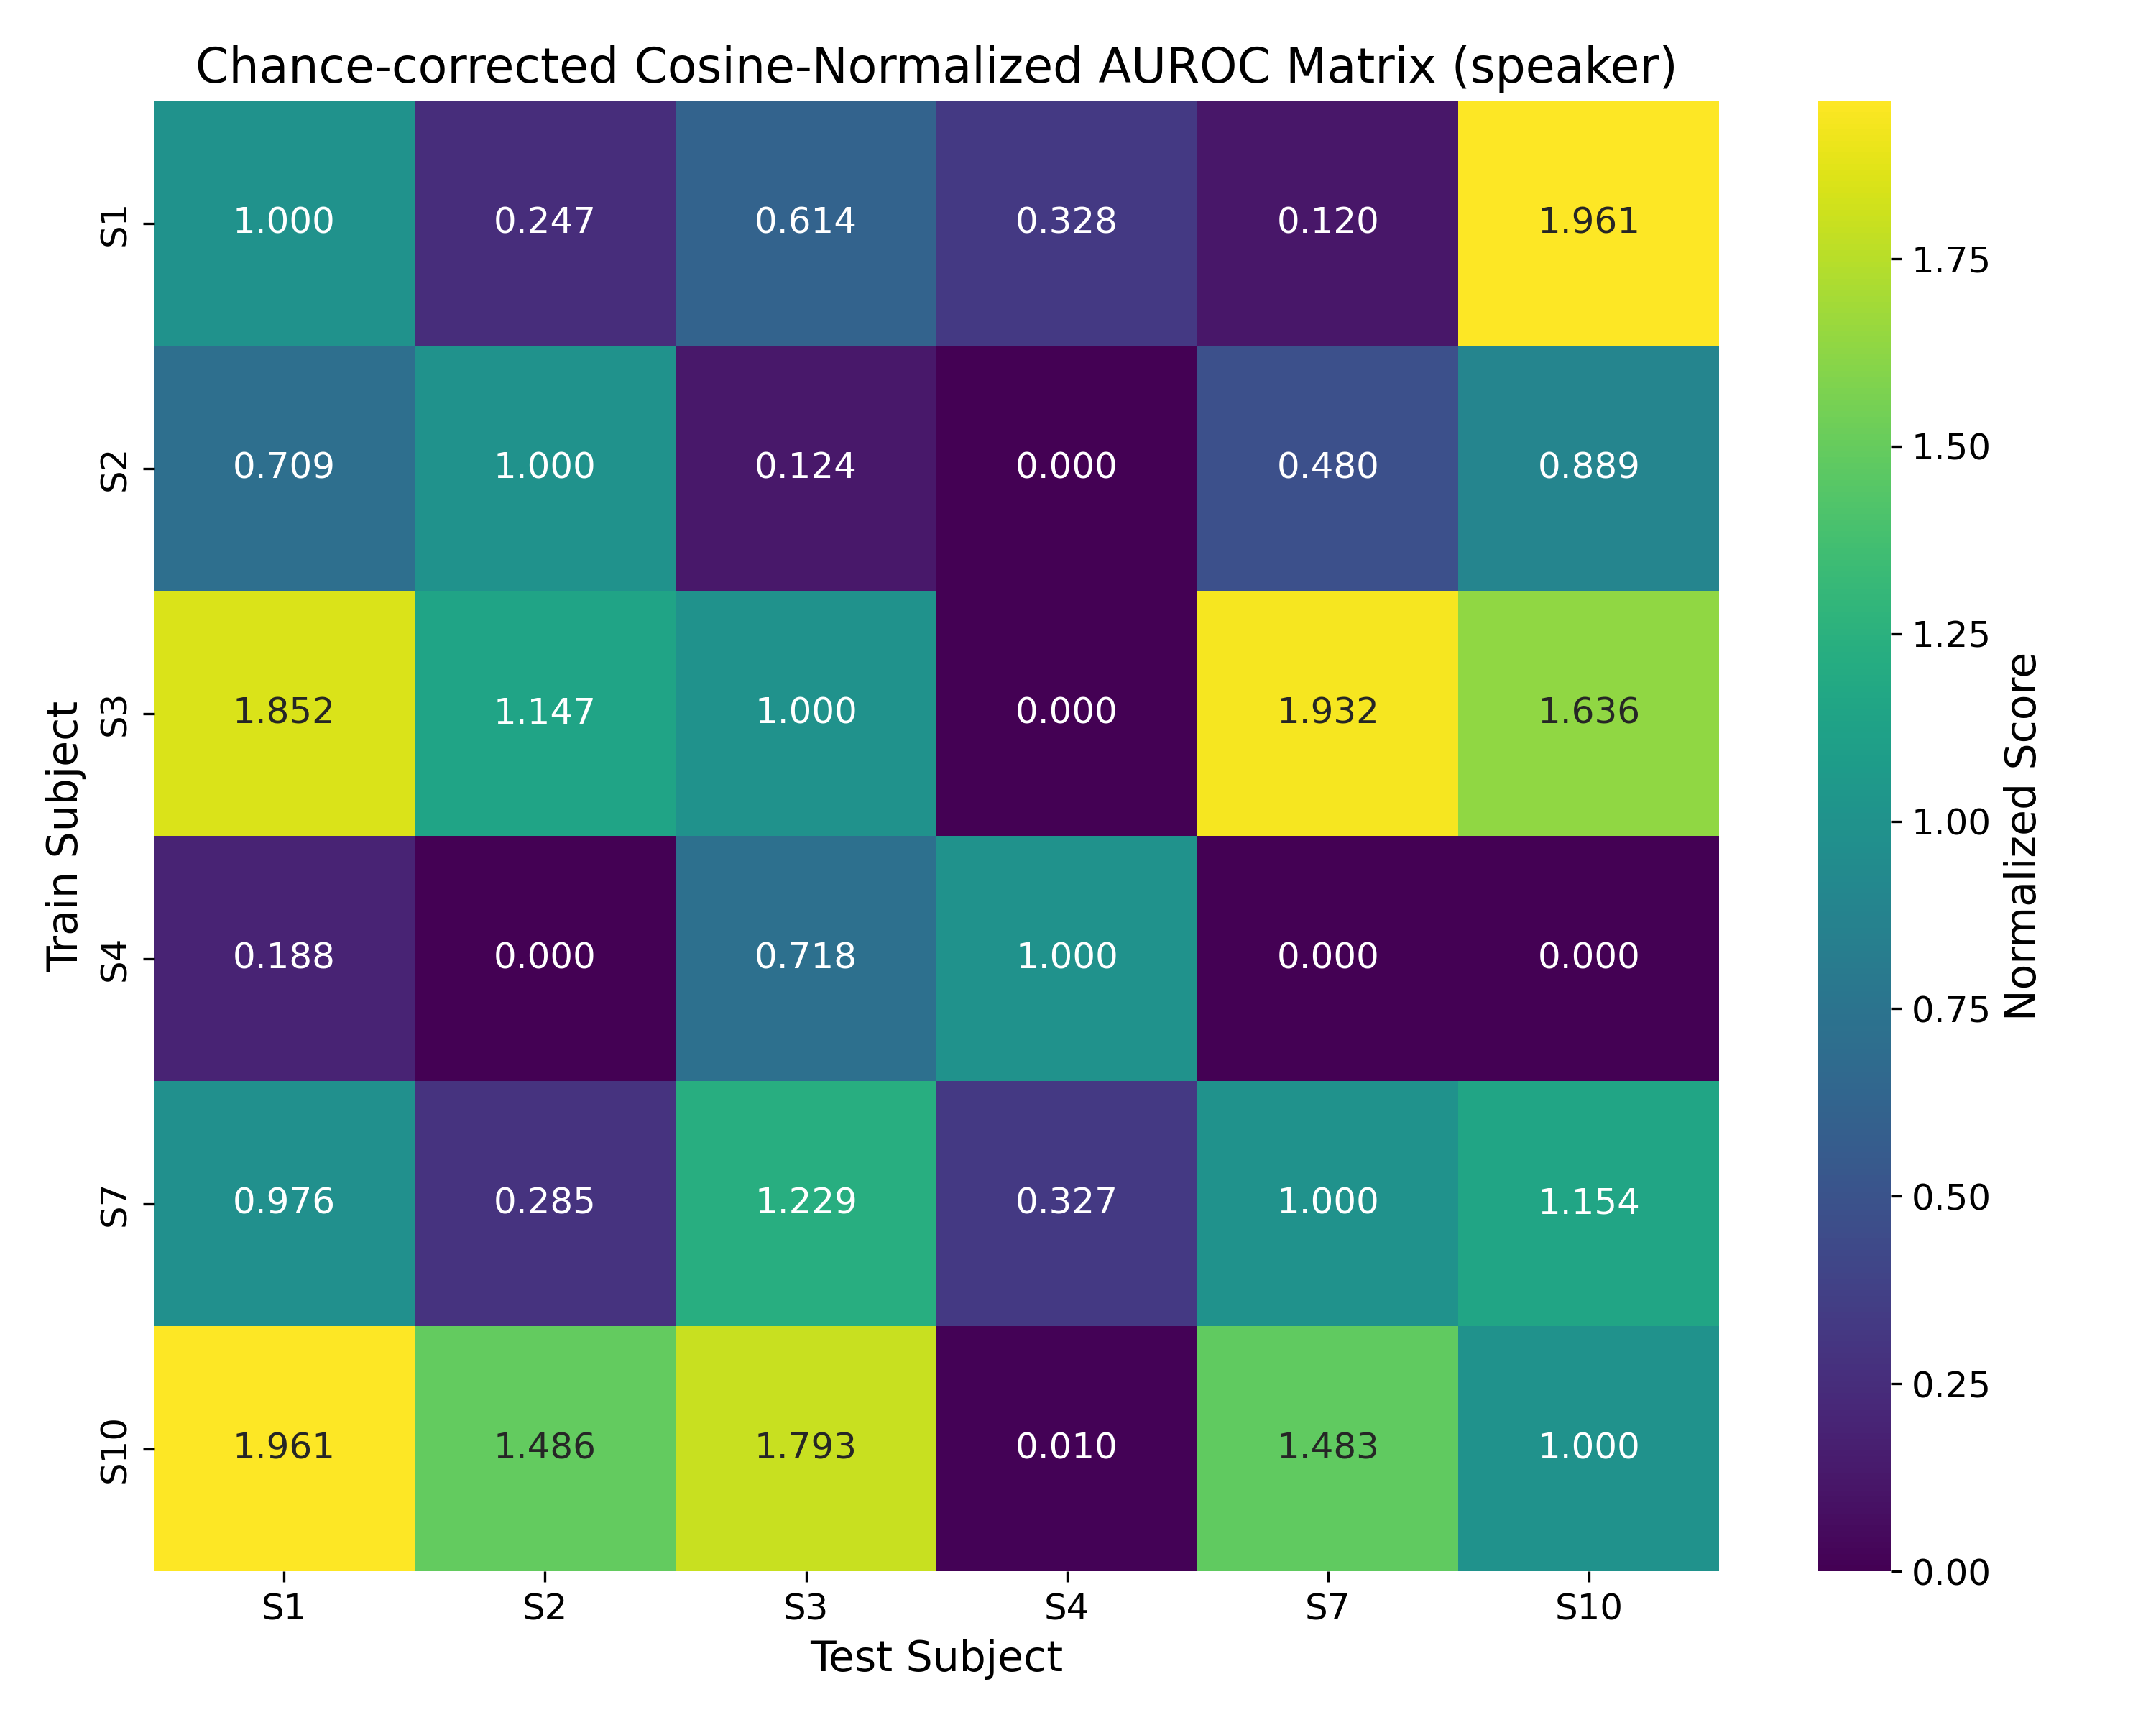 Chance-corrected Cosine-Normalized AUROC Matrix (speaker)
Train Subject
S1 1.000 0.247 0.614 0.328 0.120 1.961
S2 0.709 1.000 0.124 0.000 0.480 0.889
S3 1.852 1.147 1.000 0.000 1.932 1.636
S4 0.188 0.000 0.718 1.000 0.000 0.000
S7 0.976 0.285 1.229 0.327 1.000 1.154
S10 1.961 1.486 1.793 0.010 1.483 1.000
S1 S2 S3 S4 S7 S10
Test Subject
1.75
1.50
1.25
1.00
0.75
0.50
0.25
0.00
Normalized Score